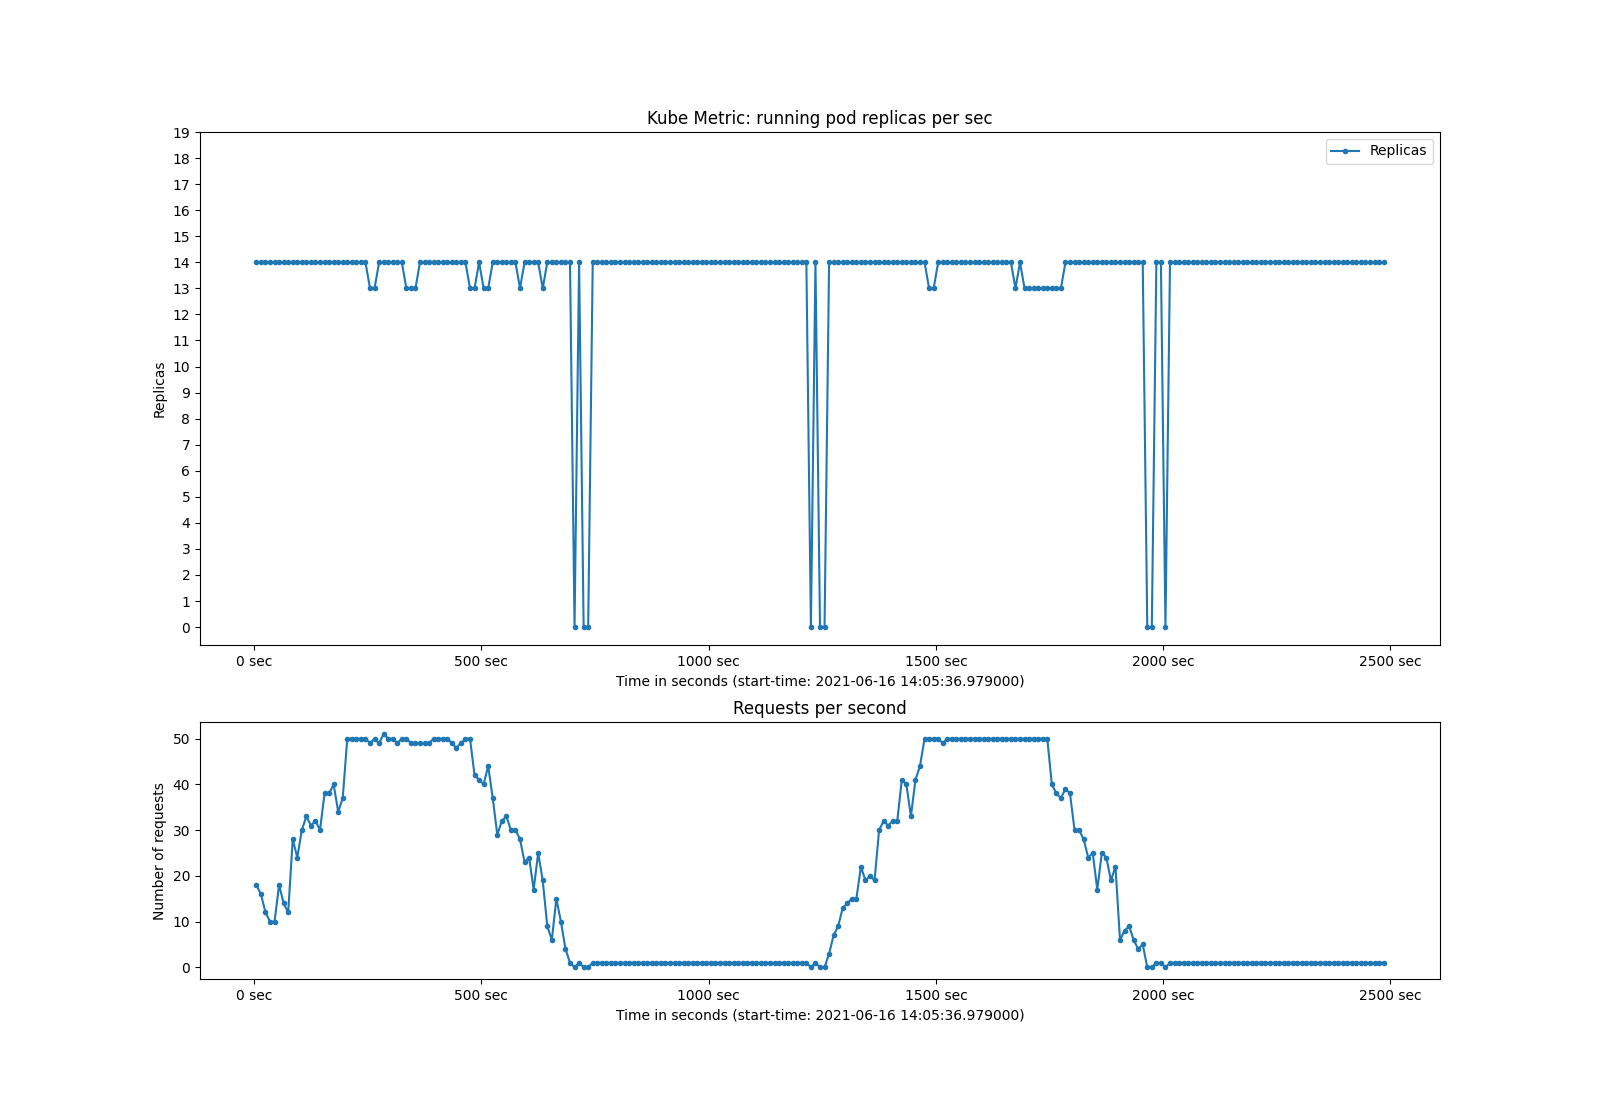 Kube Metric: running pod replicas per sec
19
18
17
16
15
14
13
12
11
10
9
8
7
6
5
4
3
2
1
0
Replicas
Replicas
0 sec 500 sec 1000 sec 1500 sec 2000 sec 2500 sec
Time in seconds (start-time: 2021-06-16 14:05:36.979000)
Requests per second
50
40
30
20
10
0
Number of requests
0 sec 500 sec 1000 sec 1500 sec 2000 sec 2500 sec
Time in seconds (start-time: 2021-06-16 14:05:36.979000)